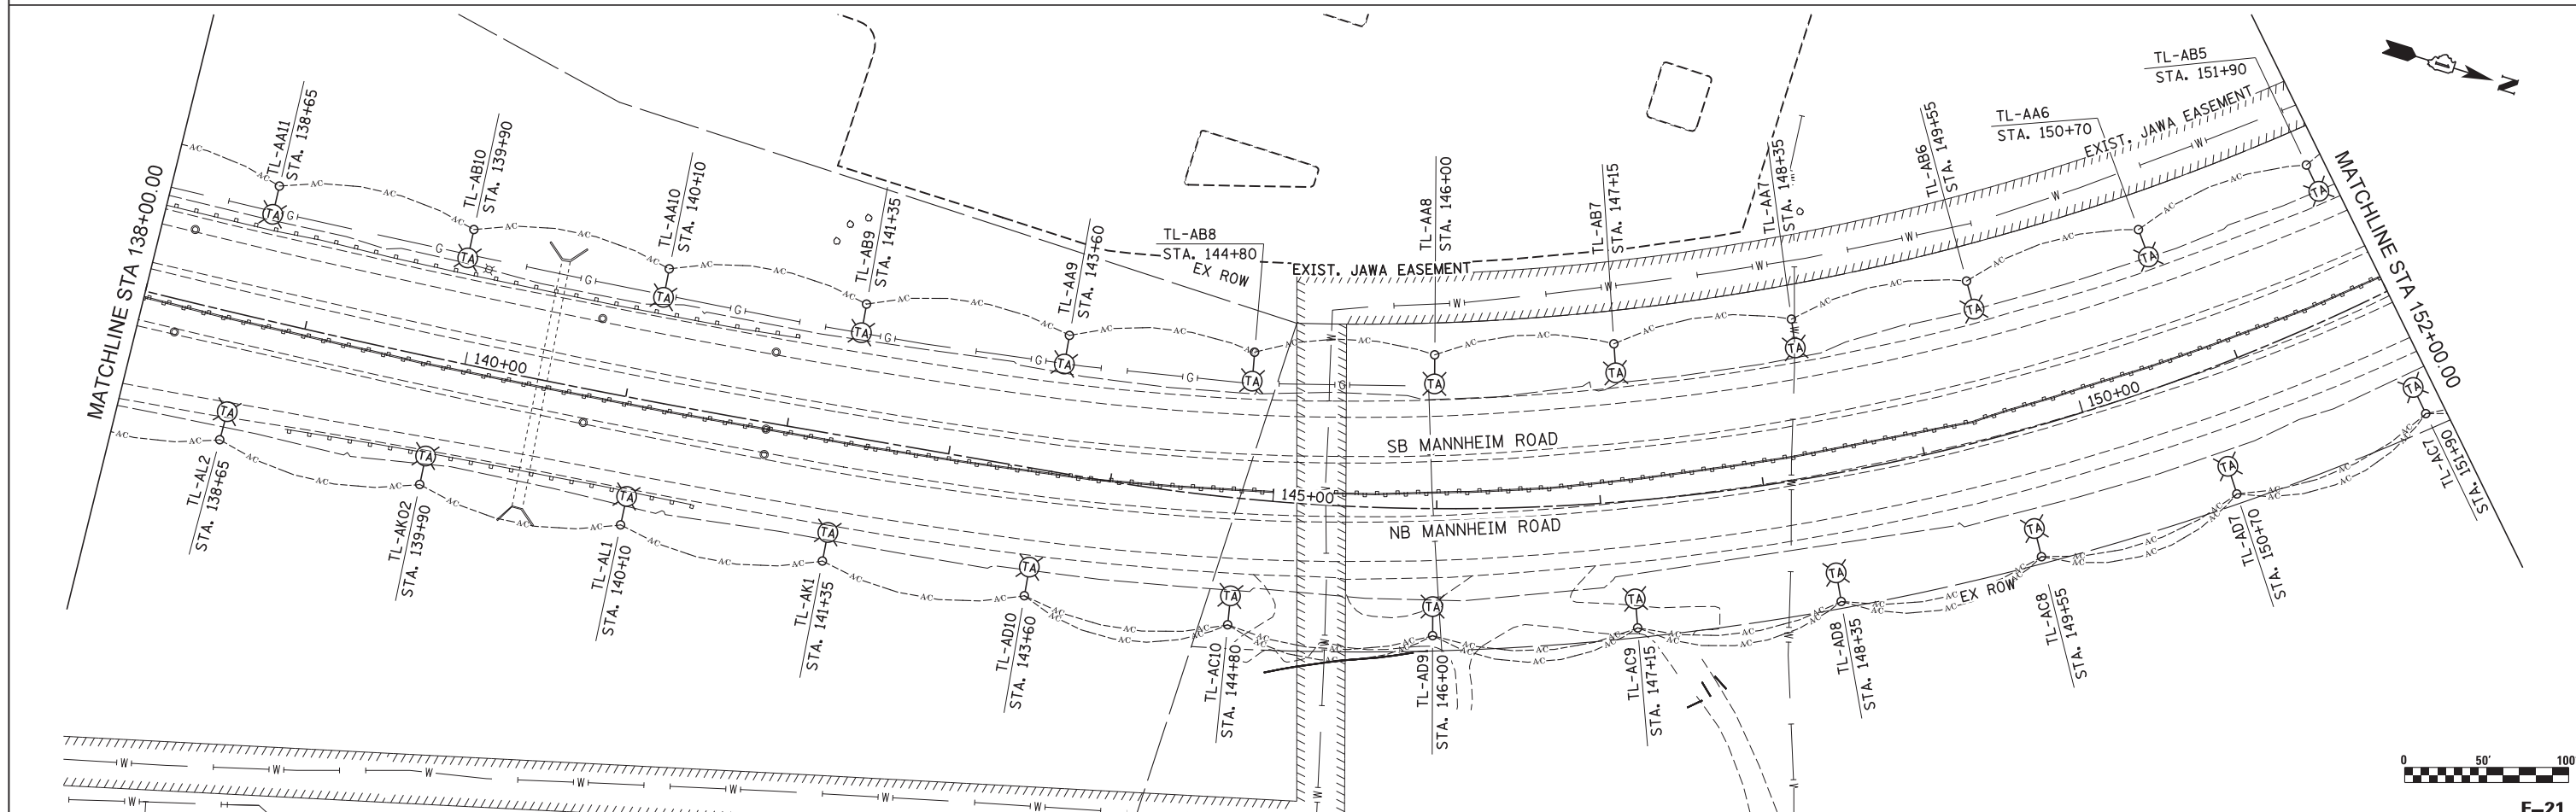 MATCHLINE STA 138+00.00
TL-AA11
STA. 138+65
TL-AB10
STA. 139+90
TL-AA10
STA. 140+10
TL-AB9
STA. 141+35
TL-AA9
STA. 143+60
TL-AB8
STA. 144+80
EX ROW
EXIST. JAWA EASEMENT
TL-AA8
STA. 146+00
TL-AB7
STA. 147+15
TL-AA7
STA. 148+35
TL-AB6
STA. 149+55
TL-AA6
STA. 150+70
TL-AB5
STA. 151+90
EXIST. JAWA EASEMENT
N
MATCHLINE STA 152+00.00
140+00
145+00
150+00
SB MANNHEIM ROAD
NB MANNHEIM ROAD
TL-AL2
STA. 138+65
TL-AK02
STA. 139+90
TL-AL1
STA. 140+10
TL-AK1
STA. 141+35
TL-AD10
STA. 143+60
TL-AC10
STA. 144+80
TL-AD9
STA. 146+00
TL-AC9
STA. 147+15
TL-AD8
STA. 148+35
EX ROW
TL-AC8
STA. 149+55
TL-AD7
STA. 150+70
TL-AC7
STA. 151+90
0 50' 100'